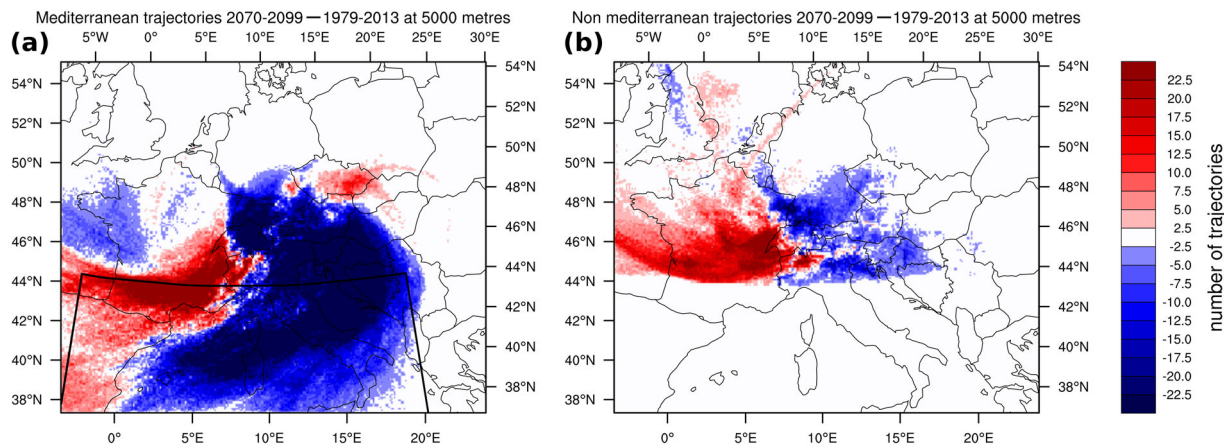 Mediterranean trajectories 2070-2099 — 1979-2013 at 5000 metres
(a)
5°W 0° 5°E 10°E 15°E 20°E 25°E 30°E
54°N 54°N
52°N 52°N
50°N 50°N
48°N 48°N
46°N 46°N
44°N 44°N
42°N 42°N
40°N 40°N
38°N 38°N
0° 5°E 10°E 15°E 20°E
Non mediterranean trajectories 2070-2099 — 1979-2013 at 5000 metres
(b)
5°W 0° 5°E 10°E 15°E 20°E 25°E 30°E
54°N 54°N
52°N 52°N
50°N 50°N
48°N 48°N
46°N 46°N
44°N 44°N
42°N 42°N
40°N 40°N
38°N 38°N
0° 5°E 10°E 15°E 20°E
22.5
20.0
17.5
15.0
12.5
10.0
7.5
5.0
2.5
-2.5
-5.0
-7.5
-10.0
-12.5
-15.0
-17.5
-20.0
-22.5
number of trajectories